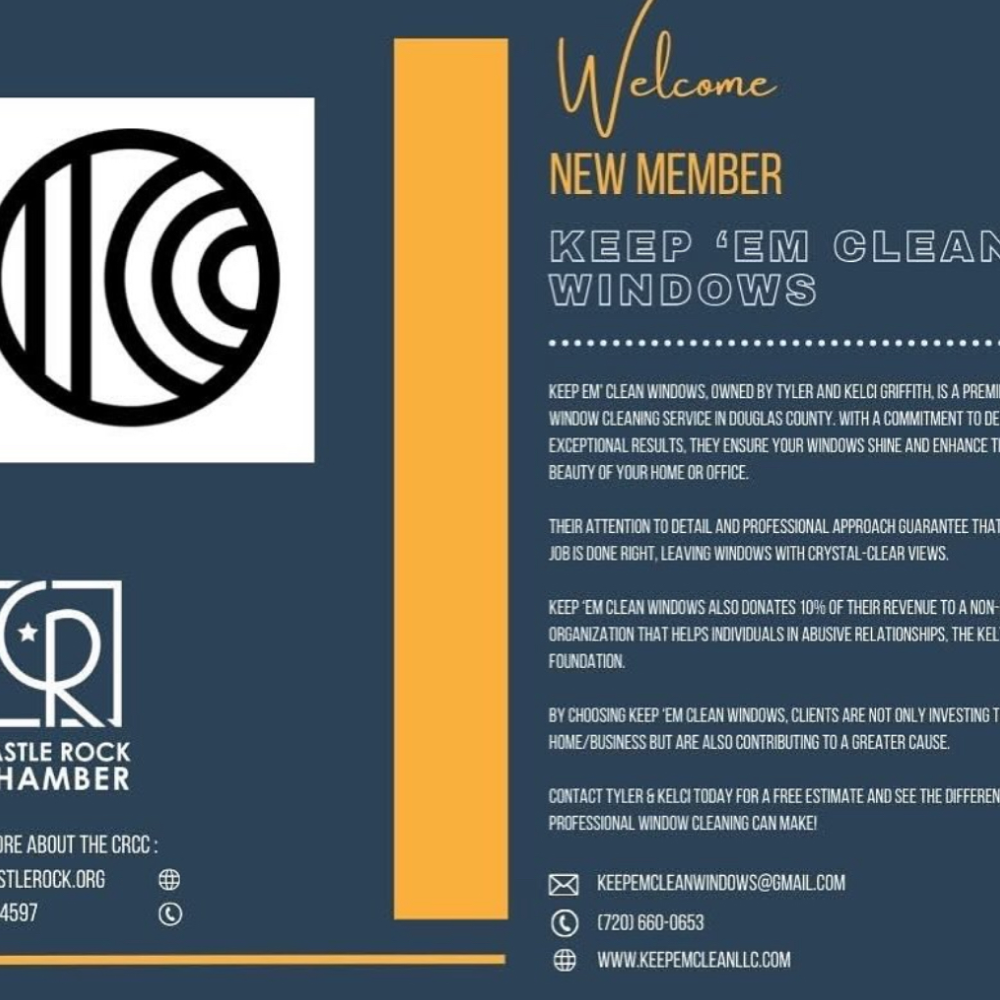 Welcome
NEW MEMBER
KEEP ‘EM CLEAN
WINDOWS
KEEP EM' CLEAN WINDOWS, OWNED BY TYLER AND KELCI GRIFFITH, IS A
WINDOW CLEANING SERVICE IN DOUGLAS COUNTY. WITH A COMMITMENT TO
EXCEPTIONAL RESULTS, THEY ENSURE YOUR WINDOWS SHINE AND ENHANCE
BEAUTY OF YOUR HOME OR OFFICE.
THEIR ATTENTION TO DETAIL AND PROFESSIONAL APPROACH GUARANTEE THAT
JOB IS DONE RIGHT, LEAVING WINDOWS WITH CRYSTAL-CLEAR VIEWS.
KEEP ‘EM CLEAN WINDOWS ALSO DONATES 10% OF THEIR REVENUE TO A NON-
ORGANIZATION THAT HELPS INDIVIDUALS IN ABUSIVE RELATIONSHIPS, THE
FOUNDATION.
BY CHOOSING KEEP ‘EM CLEAN WINDOWS, CLIENTS ARE NOT ONLY INVESTING
HOME/BUSINESS BUT ARE ALSO CONTRIBUTING TO A GREATER CAUSE.
CONTACT TYLER & KELCI TODAY FOR A FREE ESTIMATE AND SEE THE
PROFESSIONAL WINDOW CLEANING CAN MAKE!
KEEPEMCLEANWINDOWS@GMAIL.COM
(720) 660-0653
WWW.KEEPEMCLEANLLC.COM
CR
ASTLE ROCK
HAMBER
ORE ABOUT THE CRCC :
STLEROCK.ORG
4597